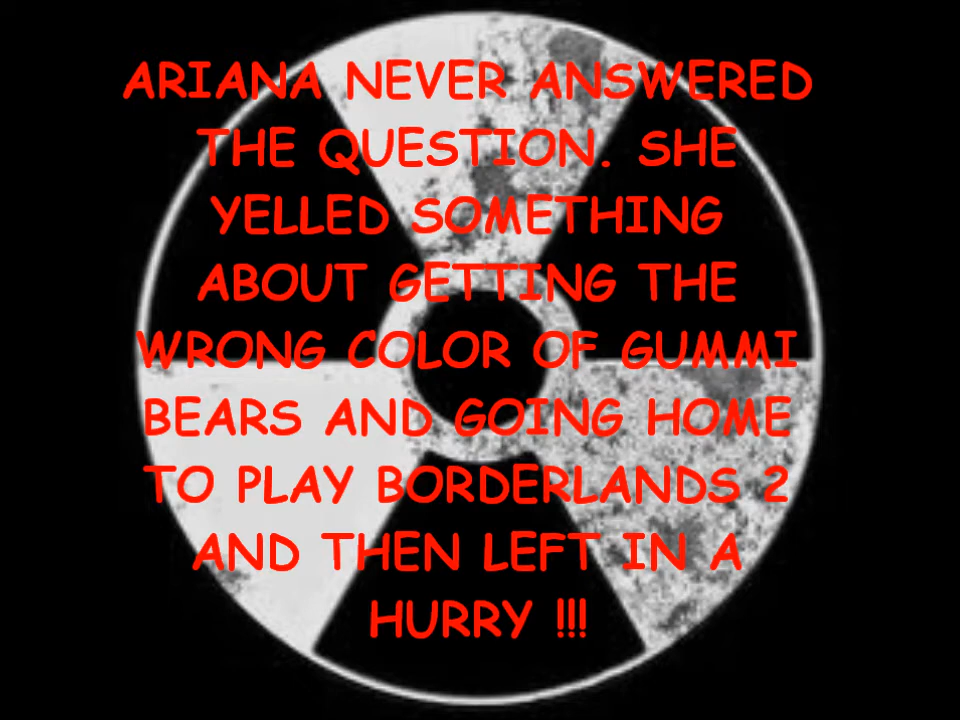 ARIANA NEVER ANSWERED
THE QUESTION. SHE
YELLED SOMETHING
ABOUT GETTING THE
WRONG COLOR OF GUMMI
BEARS AND GOING HOME
TO PLAY BORDERLANDS 2
AND THEN LEFT IN A
HURRY !!!